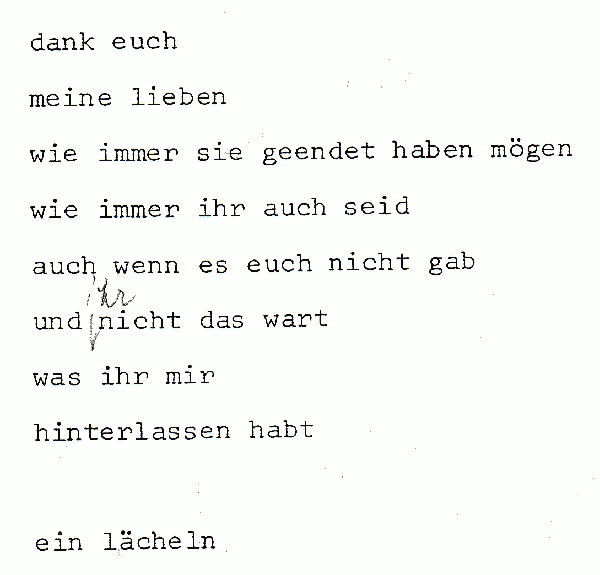 dank euch
meine lieben
wie immer sie geendet haben mögen
wie immer ihr auch seid
auch wenn es euch nicht gab
und ihr nicht das wart
was ihr mir
hinterlassen habt
ein lächeln